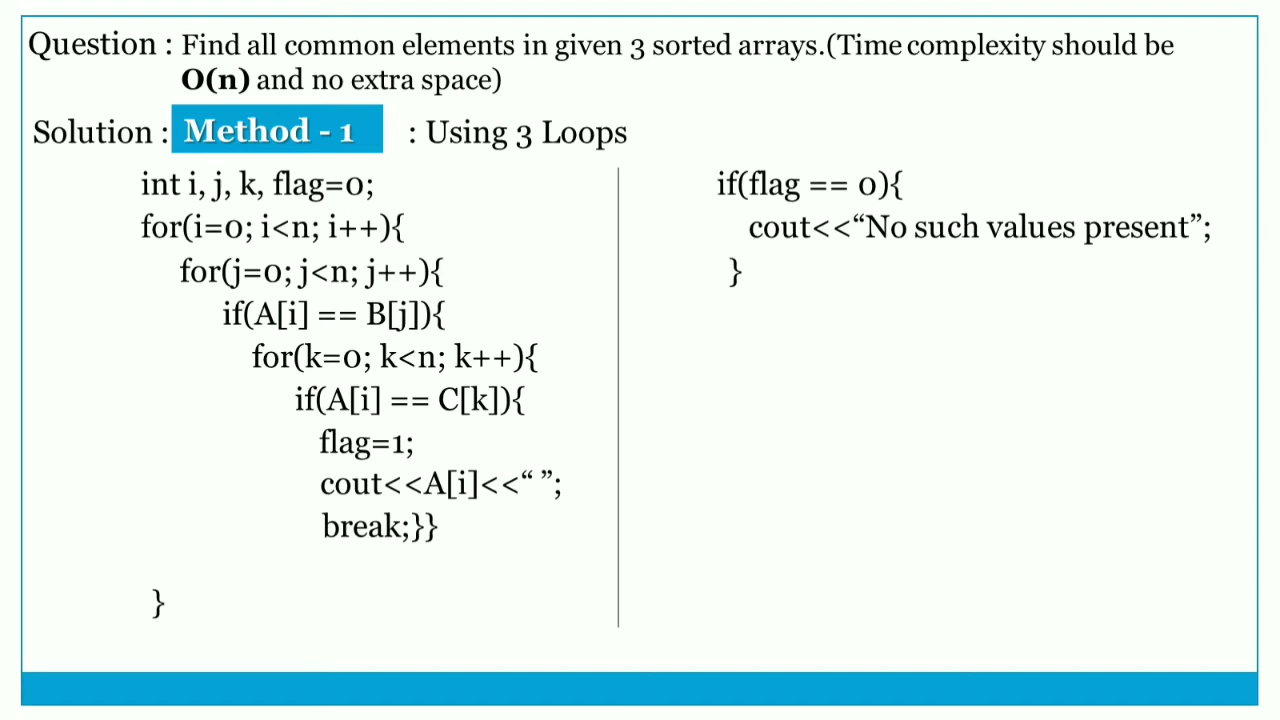 Question : Find all common elements in given 3 sorted arrays.(Time complexity should be
O(n) and no extra space)
Solution : Method - 1 : Using 3 Loops
int i, j, k, flag=0;
for(i=0; i<n; i++){
for(j=0; j<n; j++){
if(A[i] == B[j]){
for(k=0; k<n; k++){
if(A[i] == C[k]){
flag=1;
cout<<A[i]<<“ ”;
break;}}
}
if(flag == 0){
cout<<“No such values present”;
}